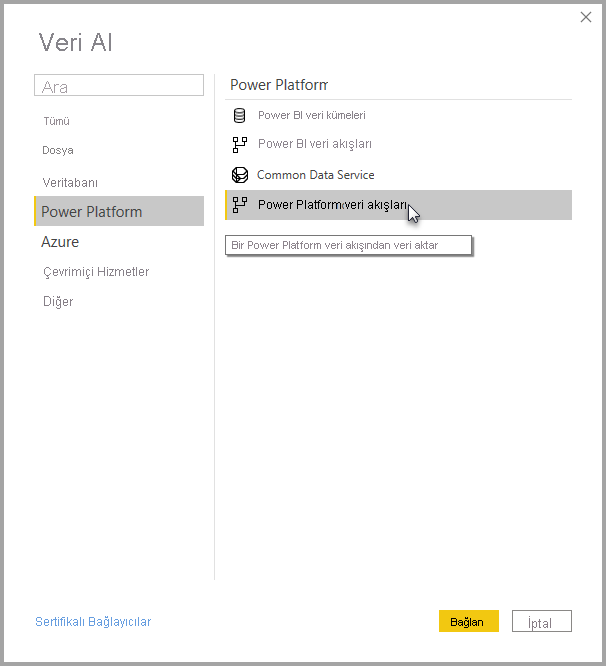 Veri Al
Ara
Tümü
Dosya
Veritabanı
Power Platform
Azure
Çevrimiçi Hizmetler
Diğer
Power Platform
Power BI veri kümeleri
Power BI veri akışları
Common Data Service
Power Platform veri akışları
Bir Power Platform veri akışından veri aktar
Sertifikalı Bağlayıcılar
Bağlan
İptal